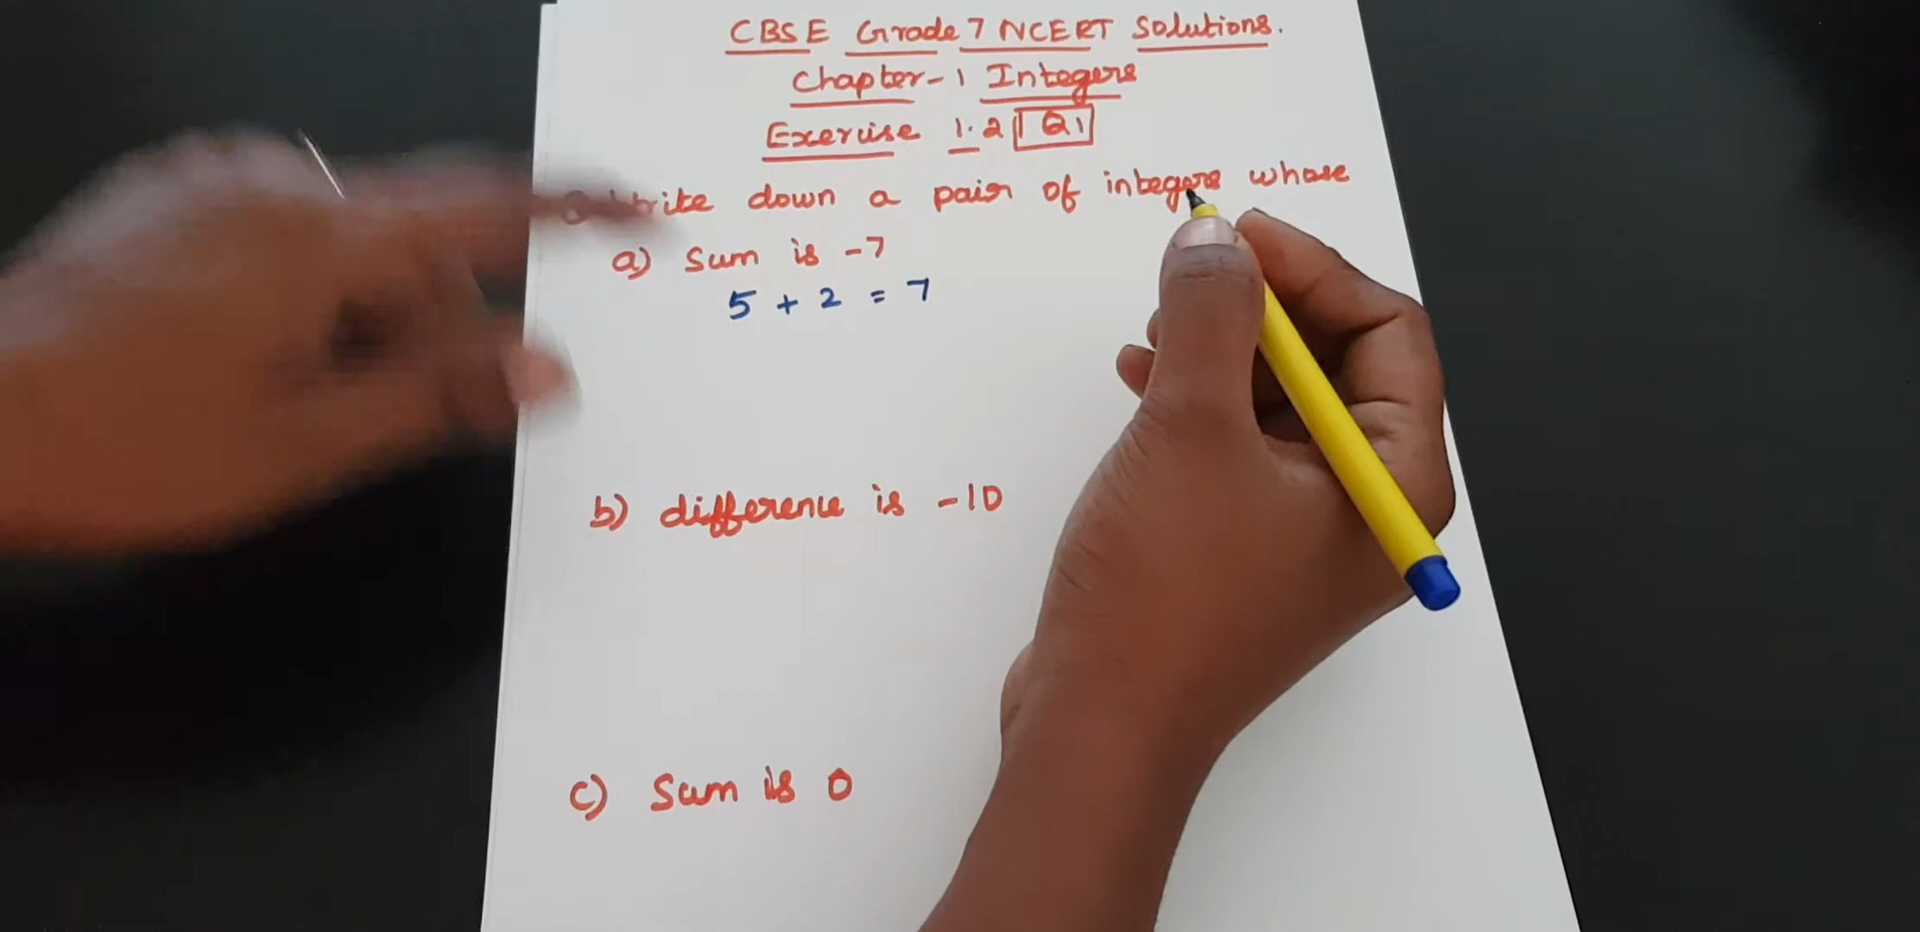 CBSE Grade 7 NCERT Solutions.
Chapter-1 Integers
Exercise 1.2 Q1
Write down a pair of integers whose
a) Sum is -7
5 + 2 = 7
b) difference is -10
c) Sum is 0